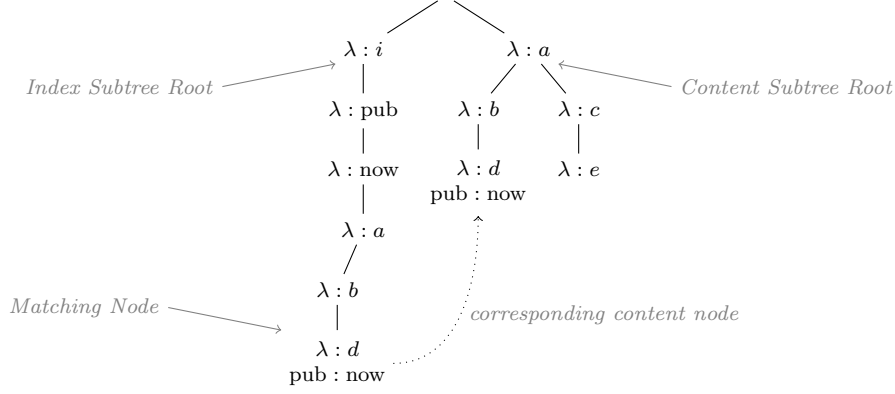 λ : i
λ : a
Index Subtree Root
Content Subtree Root
λ : pub
λ : b
λ : c
λ : now
λ : d
pub : now
λ : e
λ : a
λ : b
Matching Node
corresponding content node
λ : d
pub : now